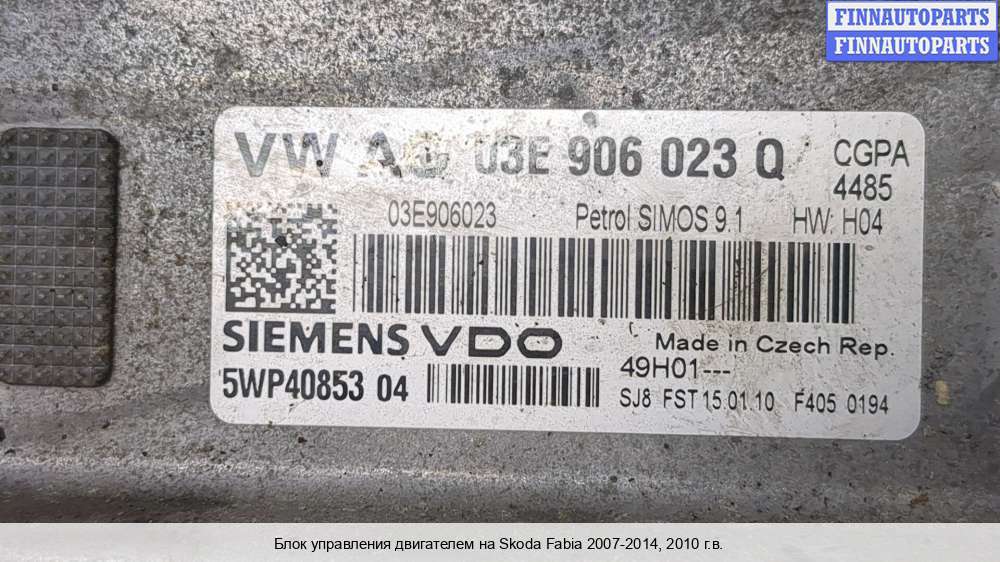 FINNAUTOPARTS
FINNAUTOPARTS
VW AG 03E 906 023 Q
CGPA
4485
03E906023 Petrol SIMOS 9.1 HW: H04
SIEMENS VDO
Made in Czech Rep.
49H01---
5WP40853 04
SJ8 FST 15.01.10 F405 0194
Блок управления двигателем на Skoda Fabia 2007-2014, 2010 г.в.